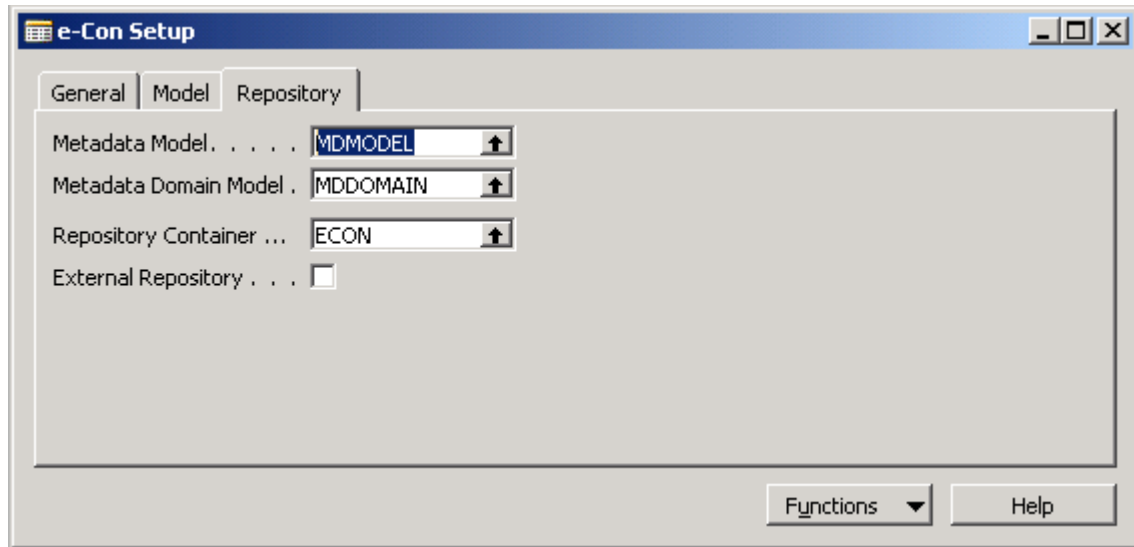 e-Con Setup
General Model Repository
Metadata Model. . . . . MDMODEL
Metadata Domain Model . MDDOMAIN
Repository Container ... ECON
External Repository . . .
Functions Help